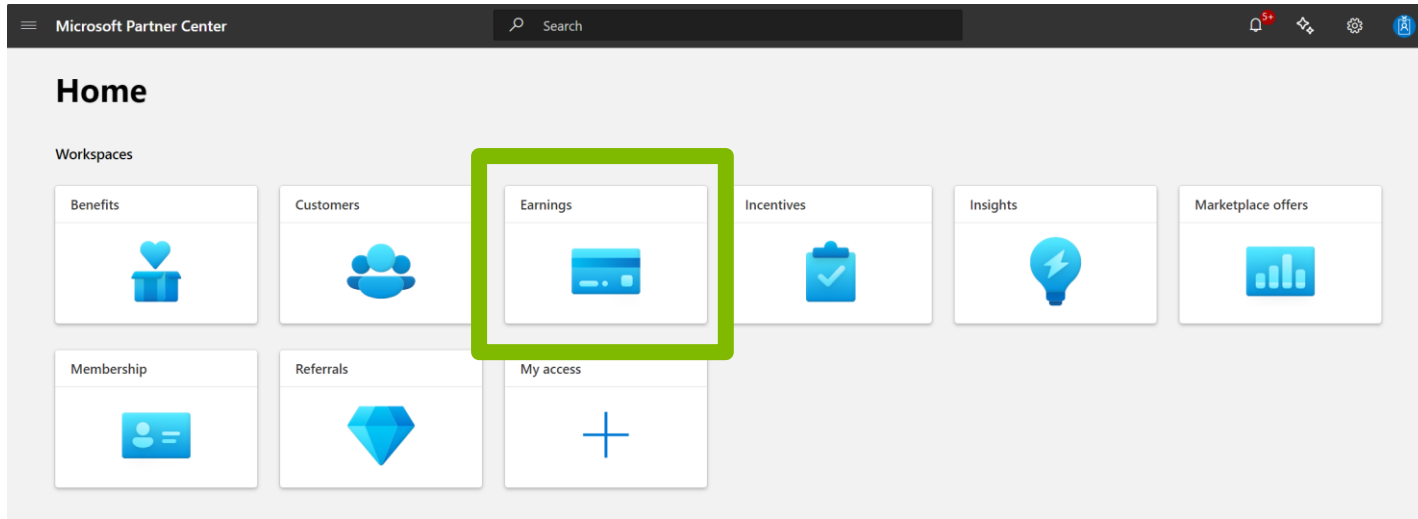 Microsoft Partner Center
Search
5+
Home
Workspaces
Benefits
Customers
Earnings
Incentives
Insights
Marketplace offers
Membership
Referrals
My access